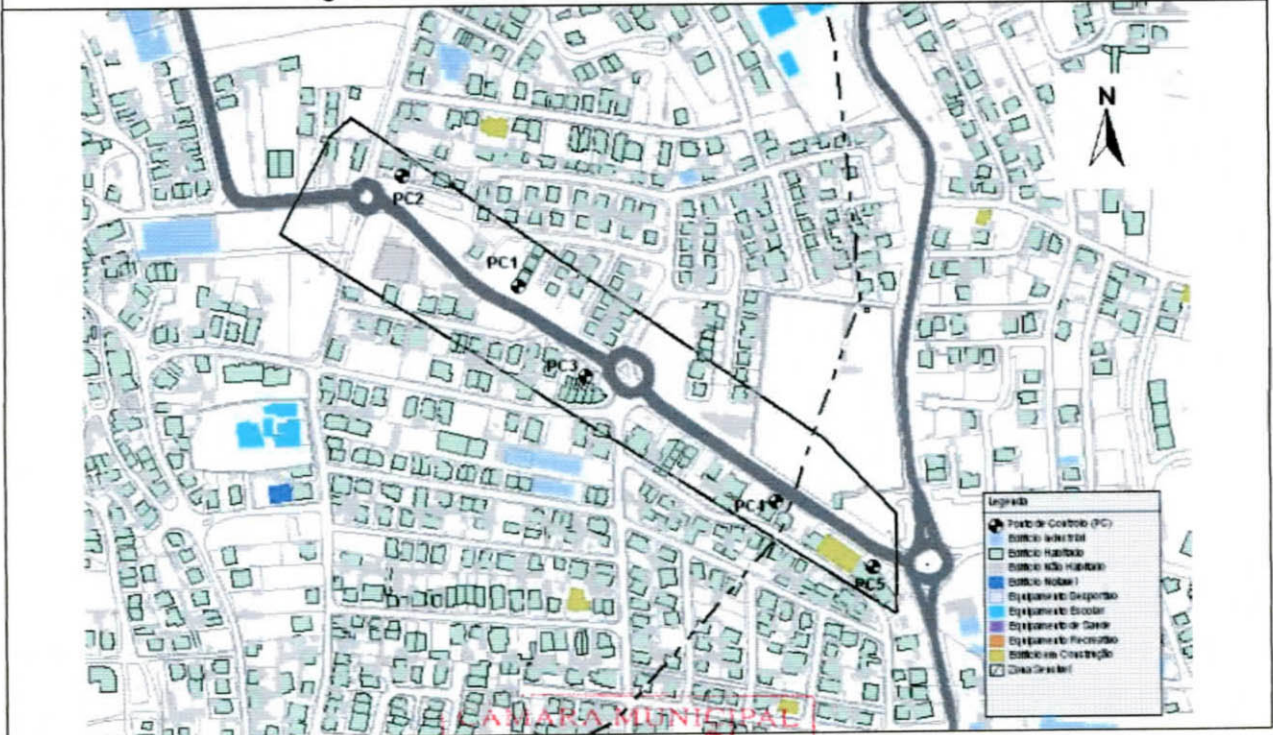 N
PC2
PC1
PC3
PC4
PC5
Legenda
Ponto de Controlo (PC)
Edifício Industrial
Edifício Habitado
Edifício Não Habitado
Edifício Notável
Equipamento Desportivo
Equipamento Escolar
Equipamento de Saúde
Equipamento Recreativo
Edifício em Construção
Zona Sensível
CAMARA MUNICIPAL